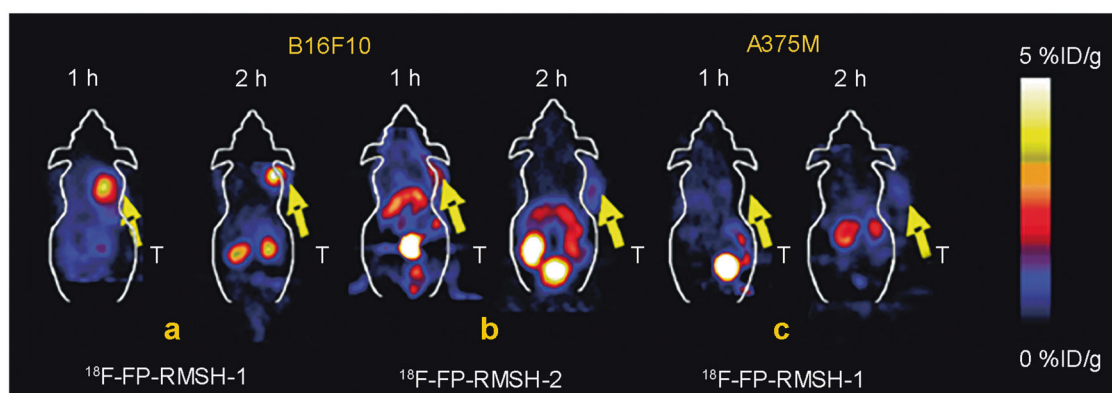 B16F10 A375M
1 h 2 h 1 h 2 h 1 h 2 h
5 %ID/g
T T T
a b c
0 %ID/g
¹⁸F-FP-RMSH-1 ¹⁸F-FP-RMSH-2 ¹⁸F-FP-RMSH-1